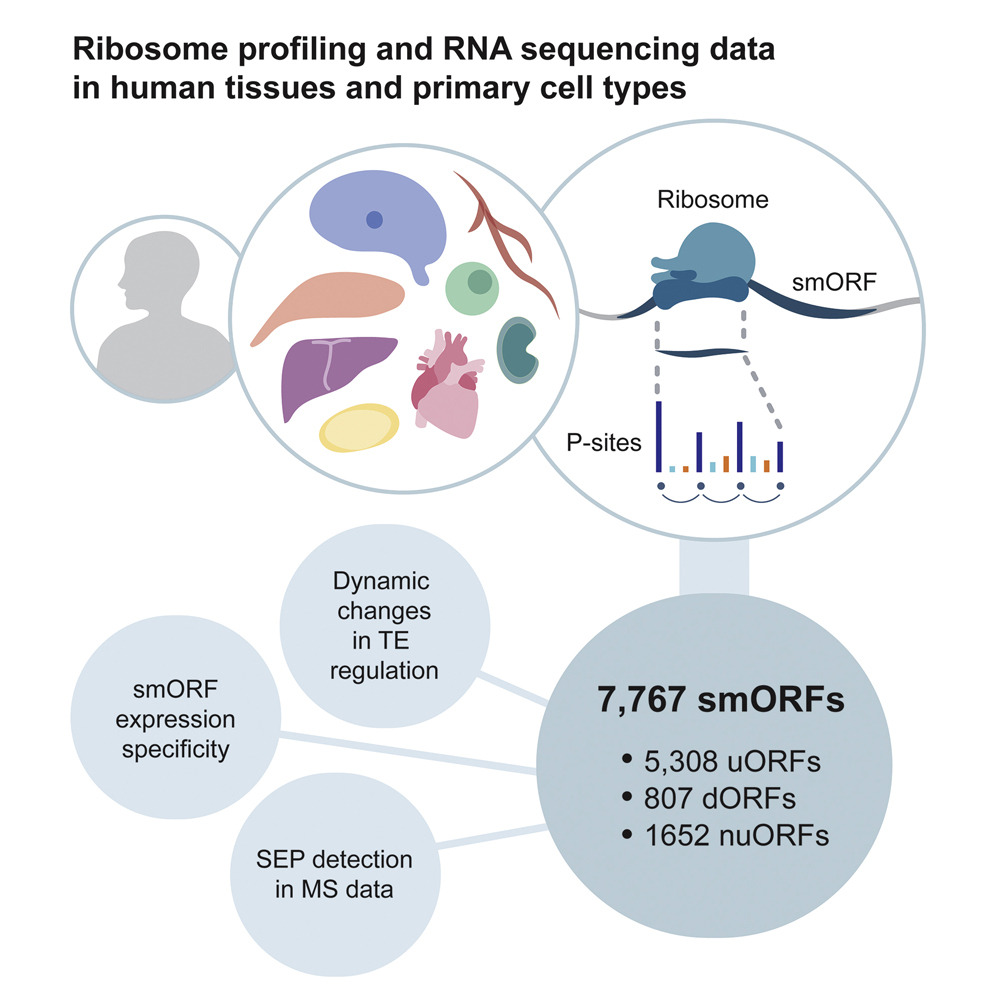 Ribosome profiling and RNA sequencing data
in human tissues and primary cell types
Ribosome
smORF
P-sites
Dynamic
changes
in TE
regulation
smORF
expression
specificity
SEP detection
in MS data
7,767 smORFs
• 5,308 uORFs
• 807 dORFs
• 1652 nuORFs